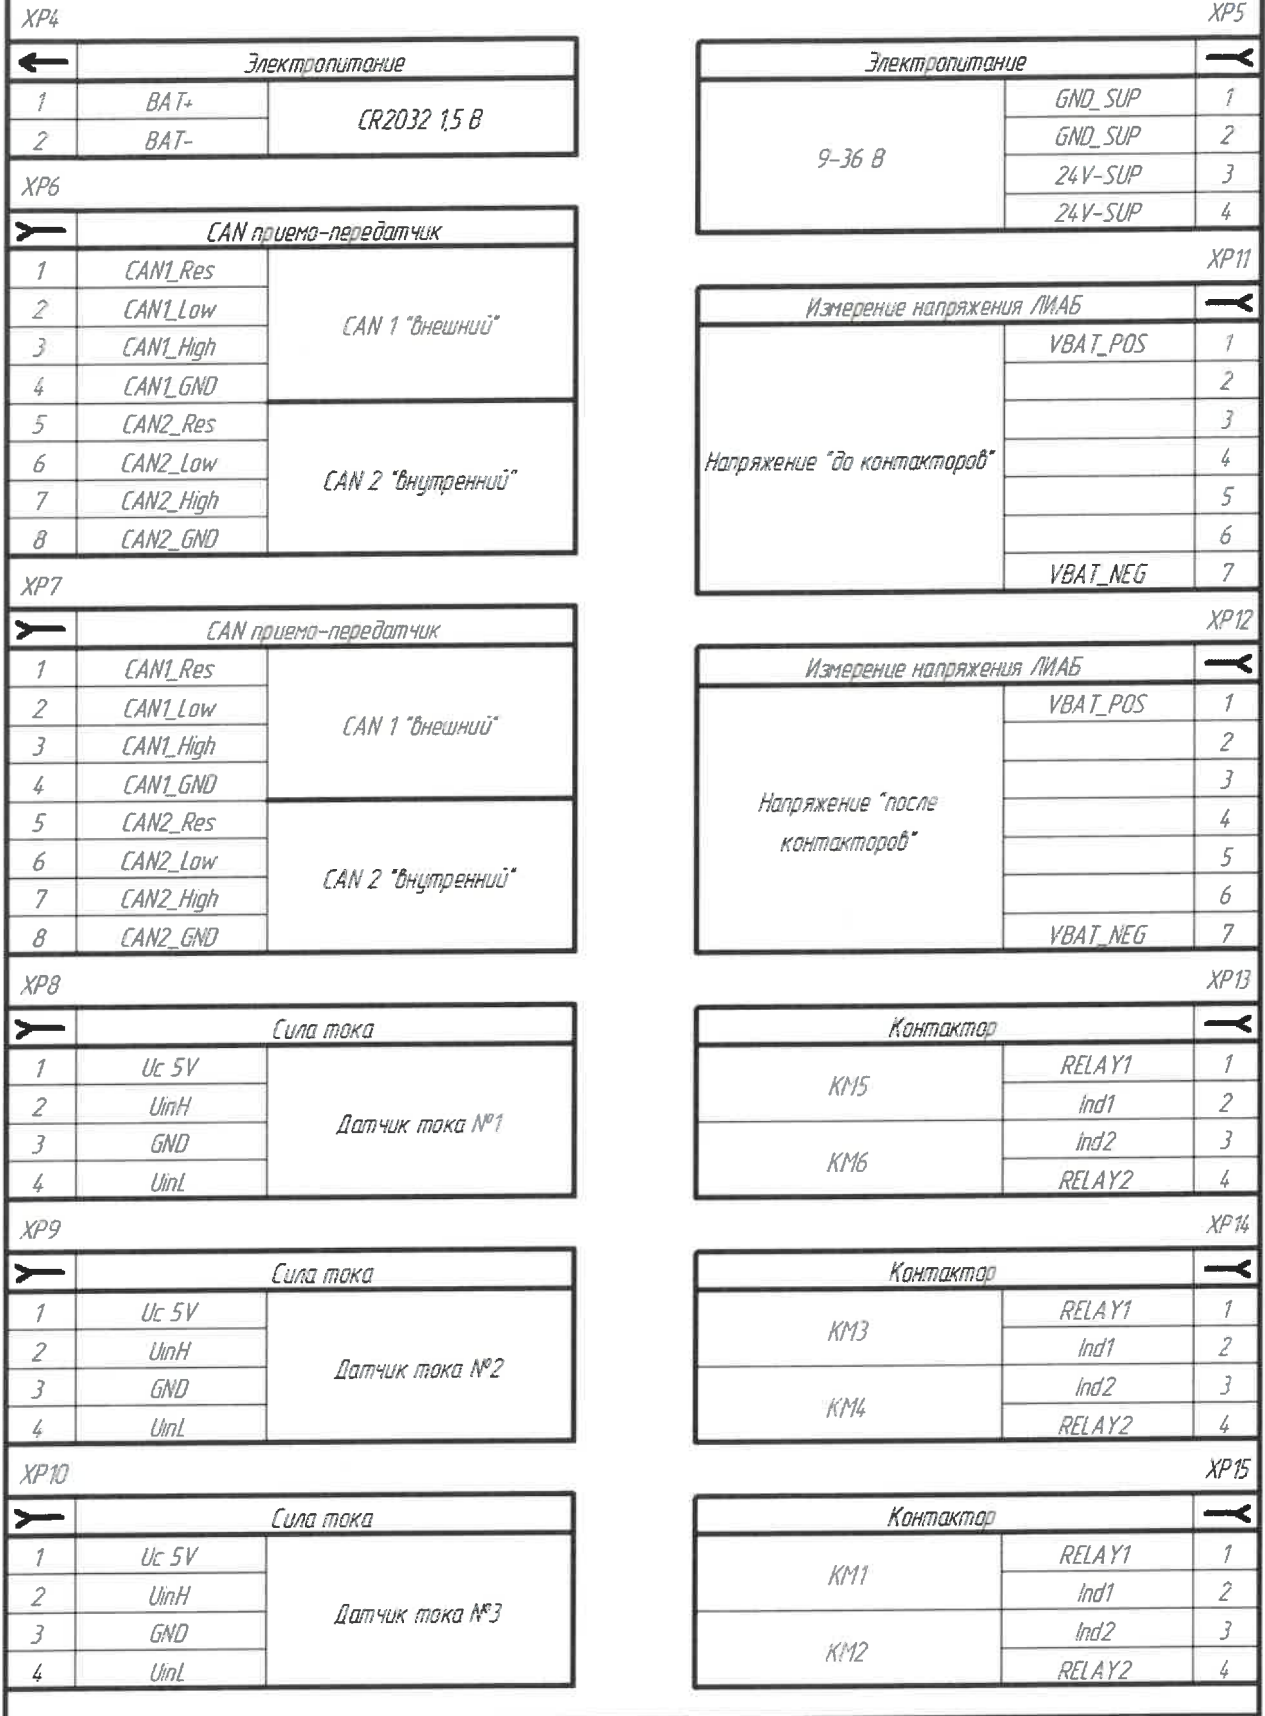 XP4
Электропитание
1 BAT+ CR2032 1,5 В
2 BAT-
XP6
CAN приемо-передатчик
1 CAN1_Res CAN 1 "внешний"
2 CAN1_Low
3 CAN1_High
4 CAN1_GND
5 CAN2_Res CAN 2 "внутренний"
6 CAN2_Low
7 CAN2_High
8 CAN2_GND
XP7
CAN приемо-передатчик
1 CAN1_Res CAN 1 "внешний"
2 CAN1_Low
3 CAN1_High
4 CAN1_GND
5 CAN2_Res CAN 2 "внутренний"
6 CAN2_Low
7 CAN2_High
8 CAN2_GND
XP8
Сила тока
1 Uc 5V Датчик тока №1
2 UinH
3 GND
4 UinL
XP9
Сила тока
1 Uc 5V Датчик тока №2
2 UinH
3 GND
4 UinL
XP10
Сила тока
1 Uc 5V Датчик тока №3
2 UinH
3 GND
4 UinL
XP5
Электропитание
9-36 В GND_SUP 1
GND_SUP 2
24V-SUP 3
24V-SUP 4
XP11
Измерение напряжения ЛИАБ
Напряжение "до контакторов" VBAT_POS 1
2
3
4
5
6
VBAT_NEG 7
XP12
Измерение напряжения ЛИАБ
Напряжение "после
контакторов"
VBAT_POS 1
2
3
4
5
6
VBAT_NEG 7
XP13
Контактор
KM5 RELAY1 1
Ind1 2
KM6 Ind2 3
RELAY2 4
XP14
Контактор
KM3 RELAY1 1
Ind1 2
KM4 Ind2 3
RELAY2 4
XP15
Контактор
KM1 RELAY1 1
Ind1 2
KM2 Ind2 3
RELAY2 4